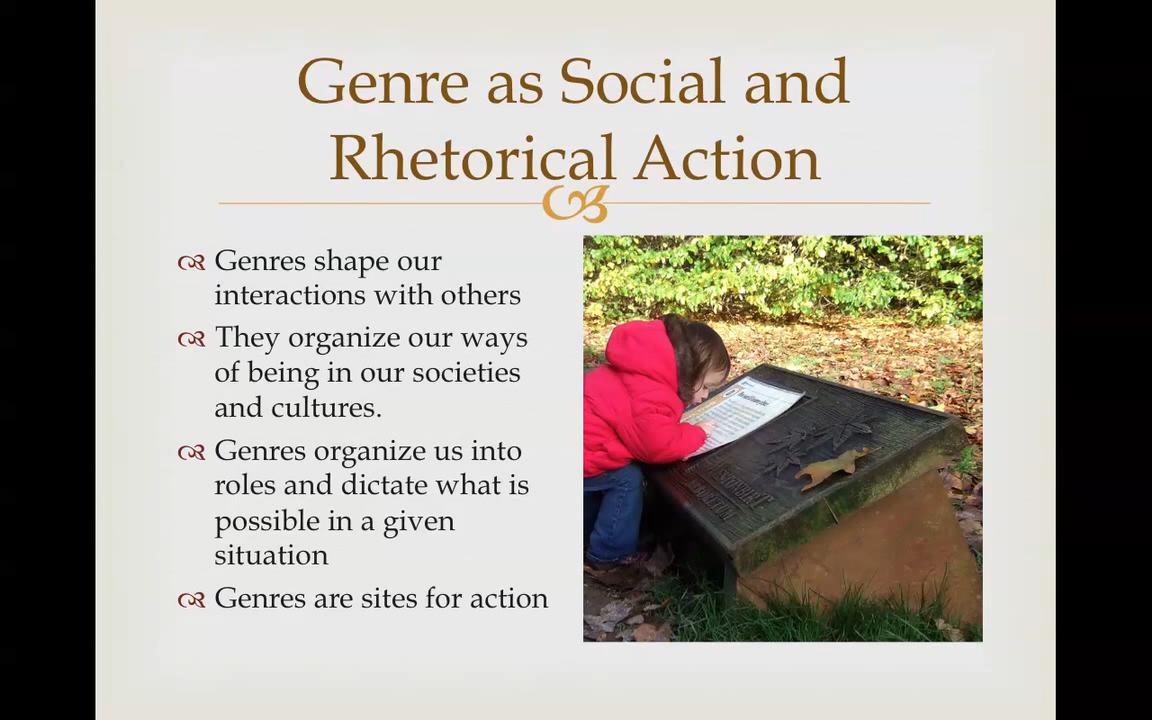 Genre as Social and
Rhetorical Action
Genres shape our
interactions with others
They organize our ways
of being in our societies
and cultures.
Genres organize us into
roles and dictate what is
possible in a given
situation
Genres are sites for action